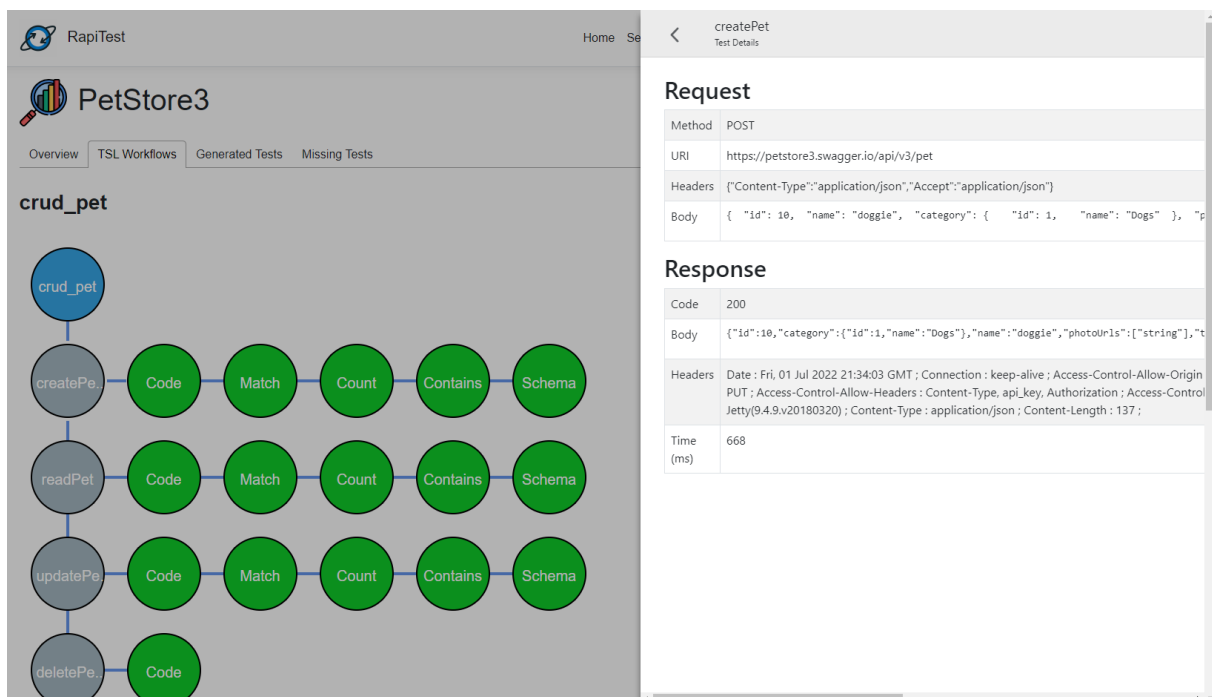 RapiTest
Home Se
PetStore3
Overview TSL Workflows Generated Tests Missing Tests
crud_pet
crud_pet
createPe.. Code Match Count Contains Schema
readPet Code Match Count Contains Schema
updatePe.. Code Match Count Contains Schema
deletePe.. Code
createPet
Test Details
Request
Method POST
URI https://petstore3.swagger.io/api/v3/pet
Headers {"Content-Type":"application/json","Accept":"application/json"}
Body { "id": 10, "name": "doggie", "category": { "id": 1, "name": "Dogs" }, "p
Response
Code 200
Body {"id":10,"category":{"id":1,"name":"Dogs"},"name":"doggie","photoUrls":["string"],"t
Headers Date : Fri, 01 Jul 2022 21:34:03 GMT ; Connection : keep-alive ; Access-Control-Allow-Origin
PUT ; Access-Control-Allow-Headers : Content-Type, api_key, Authorization ; Access-Control
Jetty(9.4.9.v20180320) ; Content-Type : application/json ; Content-Length : 137 ;
Time 668
(ms)